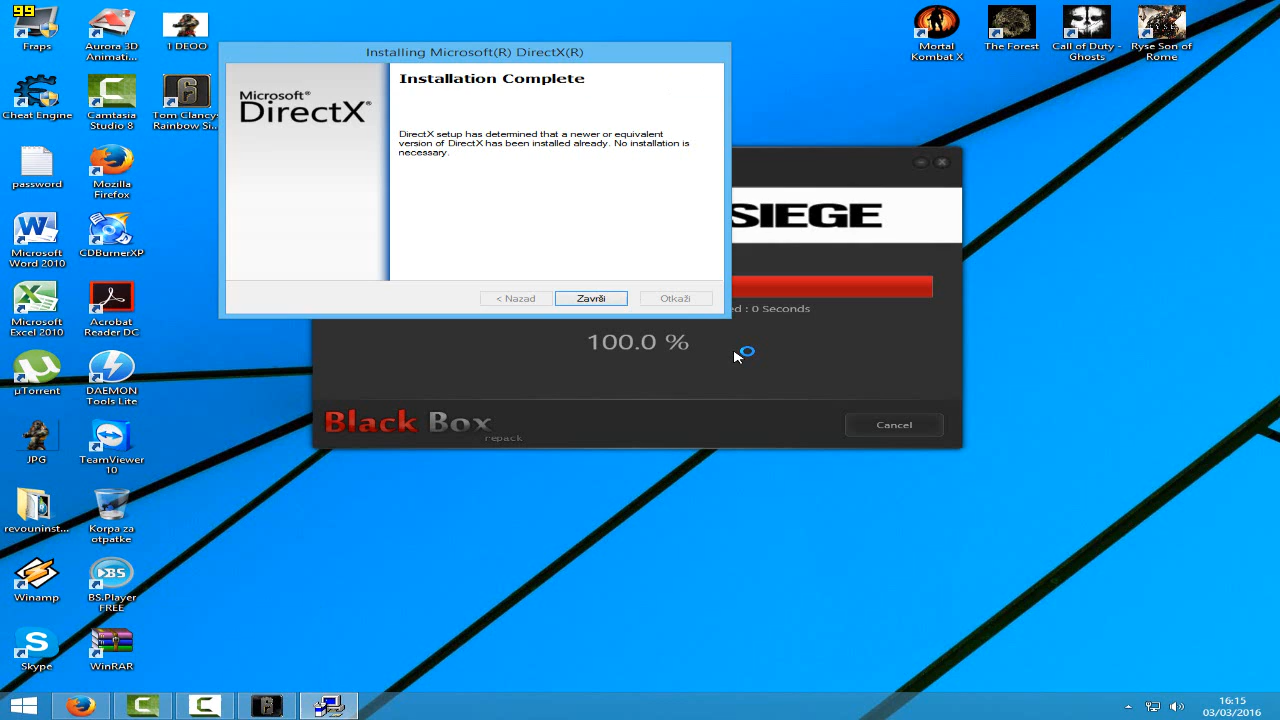 99
Fraps
Aurora 3D
Animati...
1 DEOO
Mortal
Kombat X
The Forest
Call of Duty -
Ghosts
Ryse Son of
Rome
Installing Microsoft(R) DirectX(R)
Microsoft®
DirectX®
Installation Complete
DirectX setup has determined that a newer or equivalent
version of DirectX has been installed already. No installation is
necessary.
< Nazad
Završi
Otkaži
Cheat Engine
Camtasia
Studio 8
Tom Clancys
Rainbow Si...
password
Mozilla
Firefox
SIEGE
Microsoft
Word 2010
CDBurnerXP
Microsoft
Excel 2010
Acrobat
Reader DC
ed : 0 Seconds
100.0 %
µTorrent
DAEMON
Tools Lite
Black Box
repack
Cancel
JPG
TeamViewer
10
revouninst...
Korpa za
otpatke
Winamp
BS.Player
FREE
Skype
WinRAR
16:15
03/03/2016